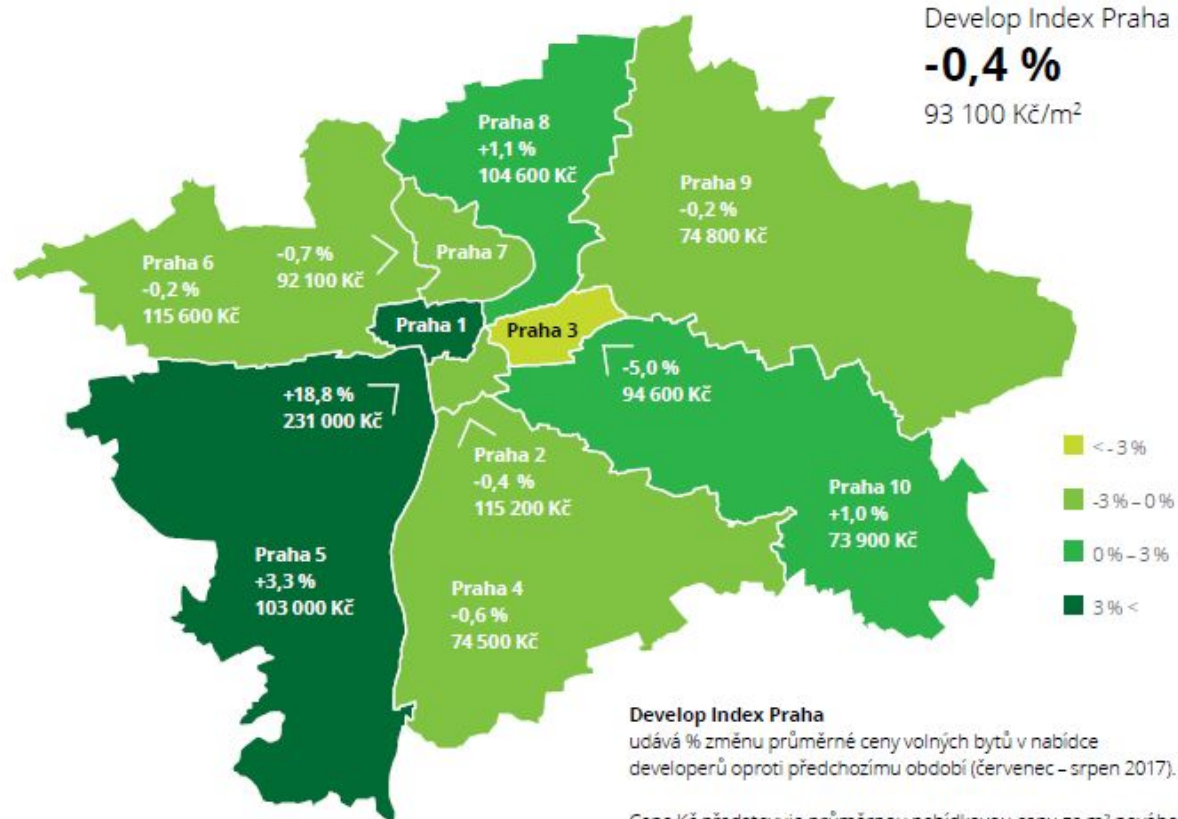 Develop Index Praha
-0,4 %
93 100 Kč/m²
Praha 8
+1,1 %
104 600 Kč
Praha 9
-0,2 %
74 800 Kč
Praha 6
-0,2 %
115 600 Kč
-0,7 %
92 100 Kč
Praha 7
Praha 1
Praha 3
+18,8 %
231 000 Kč
-5,0 %
94 600 Kč
Praha 2
-0,4 %
115 200 Kč
Praha 10
+1,0 %
73 900 Kč
Praha 5
+3,3 %
103 000 Kč
Praha 4
-0,6 %
74 500 Kč
< -3 %
-3 % – 0 %
0 % – 3 %
3 % <
Develop Index Praha
udává % změnu průměrné ceny volných bytů v nabídce
developerů oproti předchozímu období (červenec – srpen 2017).